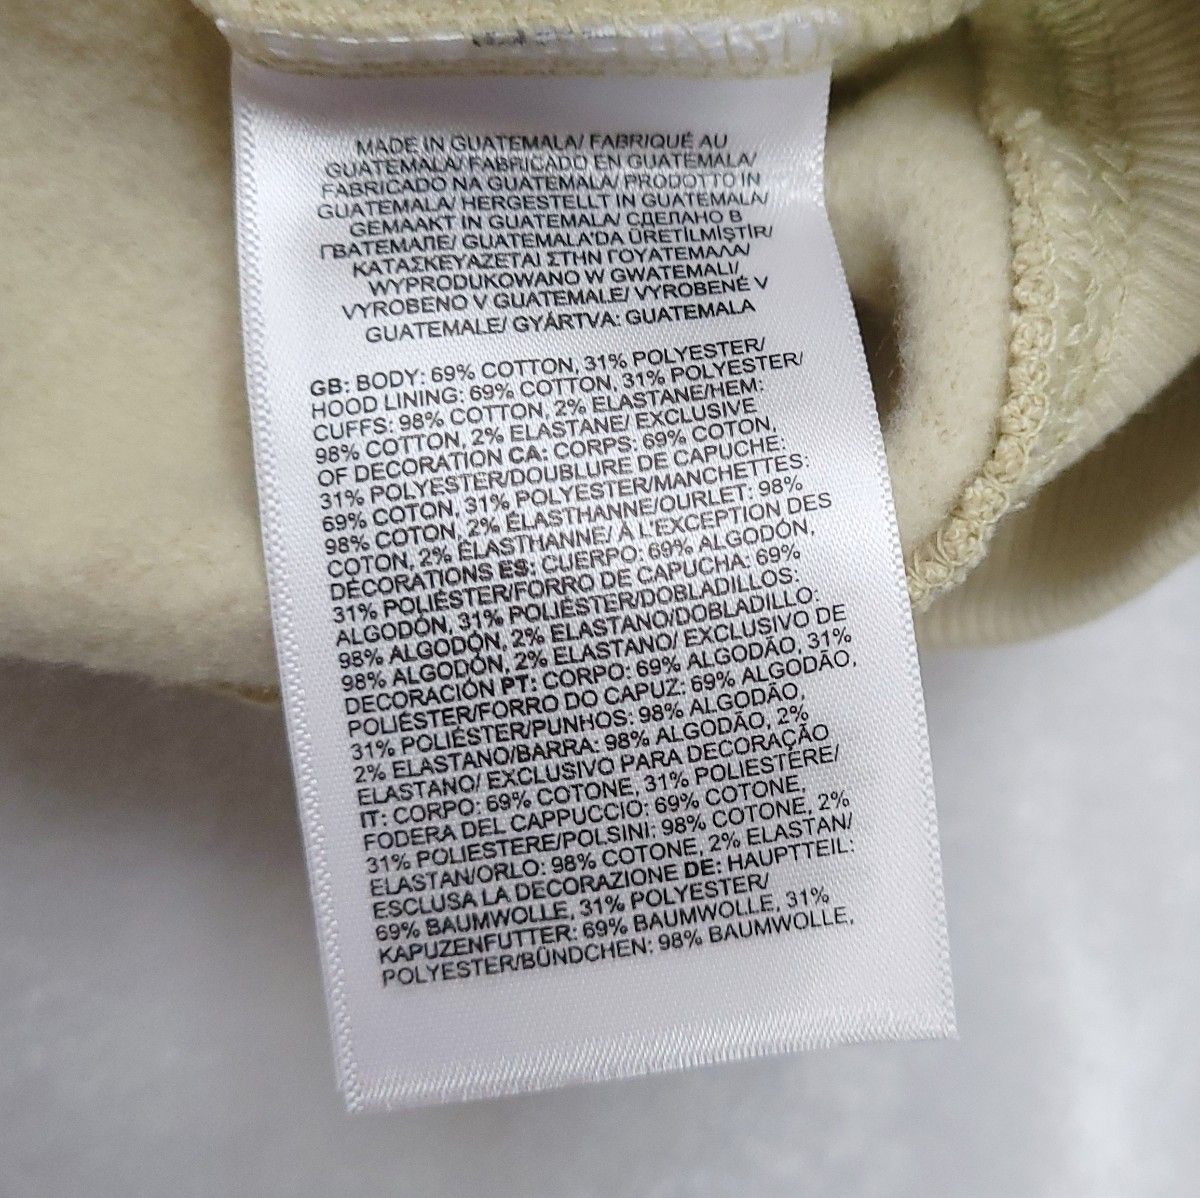 MADE IN GUATEMALA/ FABRIQUÉ AU
GUATEMALA/ FABRICADO EN GUATEMALA/
FABRICADO NA GUATEMALA/ PRODOTTO IN
GUATEMALA/ HERGESTELLT IN GUATEMALA/
GEMAAKT IN GUATEMALA/ СДЕЛАНО В
ГВАТЕМАЛЕ/ GUATEMALA'DA ÜRETİLMİŞTİR/
ΚΑΤΑΣΚΕΥΑΖΕΤΑΙ ΣΤΗΝ ΓΟΥΑΤΕΜΑΛΑ/
WYPRODUKOWANO W GWATEMALI/
VYROBENO V GUATEMALE/ VYROBENÉ V
GUATEMALE/ GYÁRTVA: GUATEMALA
GB: BODY: 69% COTTON, 31% POLYESTER/
HOOD LINING: 69% COTTON, 31% POLYESTER/
CUFFS: 98% COTTON, 2% ELASTANE/HEM:
98% COTTON, 2% ELASTANE/ EXCLUSIVE
OF DECORATION CA: CORPS: 69% COTON,
31% POLYESTER/DOUBLURE DE CAPUCHE:
69% COTON, 31% POLYESTER/MANCHETTES:
98% COTON, 2% ÉLASTHANNE/OURLET: 98%
COTON, 2% ÉLASTHANNE/ À L'EXCEPTION DES
DÉCORATIONS ES: CUERPO: 69% ALGODÓN,
31% POLIÉSTER/FORRO DE CAPUCHA: 69%
ALGODÓN, 31% POLIÉSTER/DOBLADILLOS:
98% ALGODÓN, 2% ELASTANO/DOBLADILLO:
98% ALGODÓN, 2% ELASTANO/ EXCLUSIVO DE
DECORACIÓN PT: CORPO: 69% ALGODÃO, 31%
POLIÉSTER/FORRO DO CAPUZ: 69% ALGODÃO,
31% POLIÉSTER/PUNHOS: 98% ALGODÃO,
2% ELASTANO/BARRA: 98% ALGODÃO, 2%
ELASTANO/ EXCLUSIVO PARA DECORAÇÃO
IT: CORPO: 69% COTONE, 31% POLIESTERE/
FODERA DEL CAPPUCCIO: 69% COTONE,
31% POLIESTERE/POLSINI: 98% COTONE, 2%
ELASTAN/ORLO: 98% COTONE, 2% ELASTAN/
ESCLUSA LA DECORAZIONE DE: HAUPTTEIL:
69% BAUMWOLLE, 31% POLYESTER/
KAPUZENFUTTER: 69% BAUMWOLLE, 31%
POLYESTER/BÜNDCHEN: 98% BAUMWOLLE,